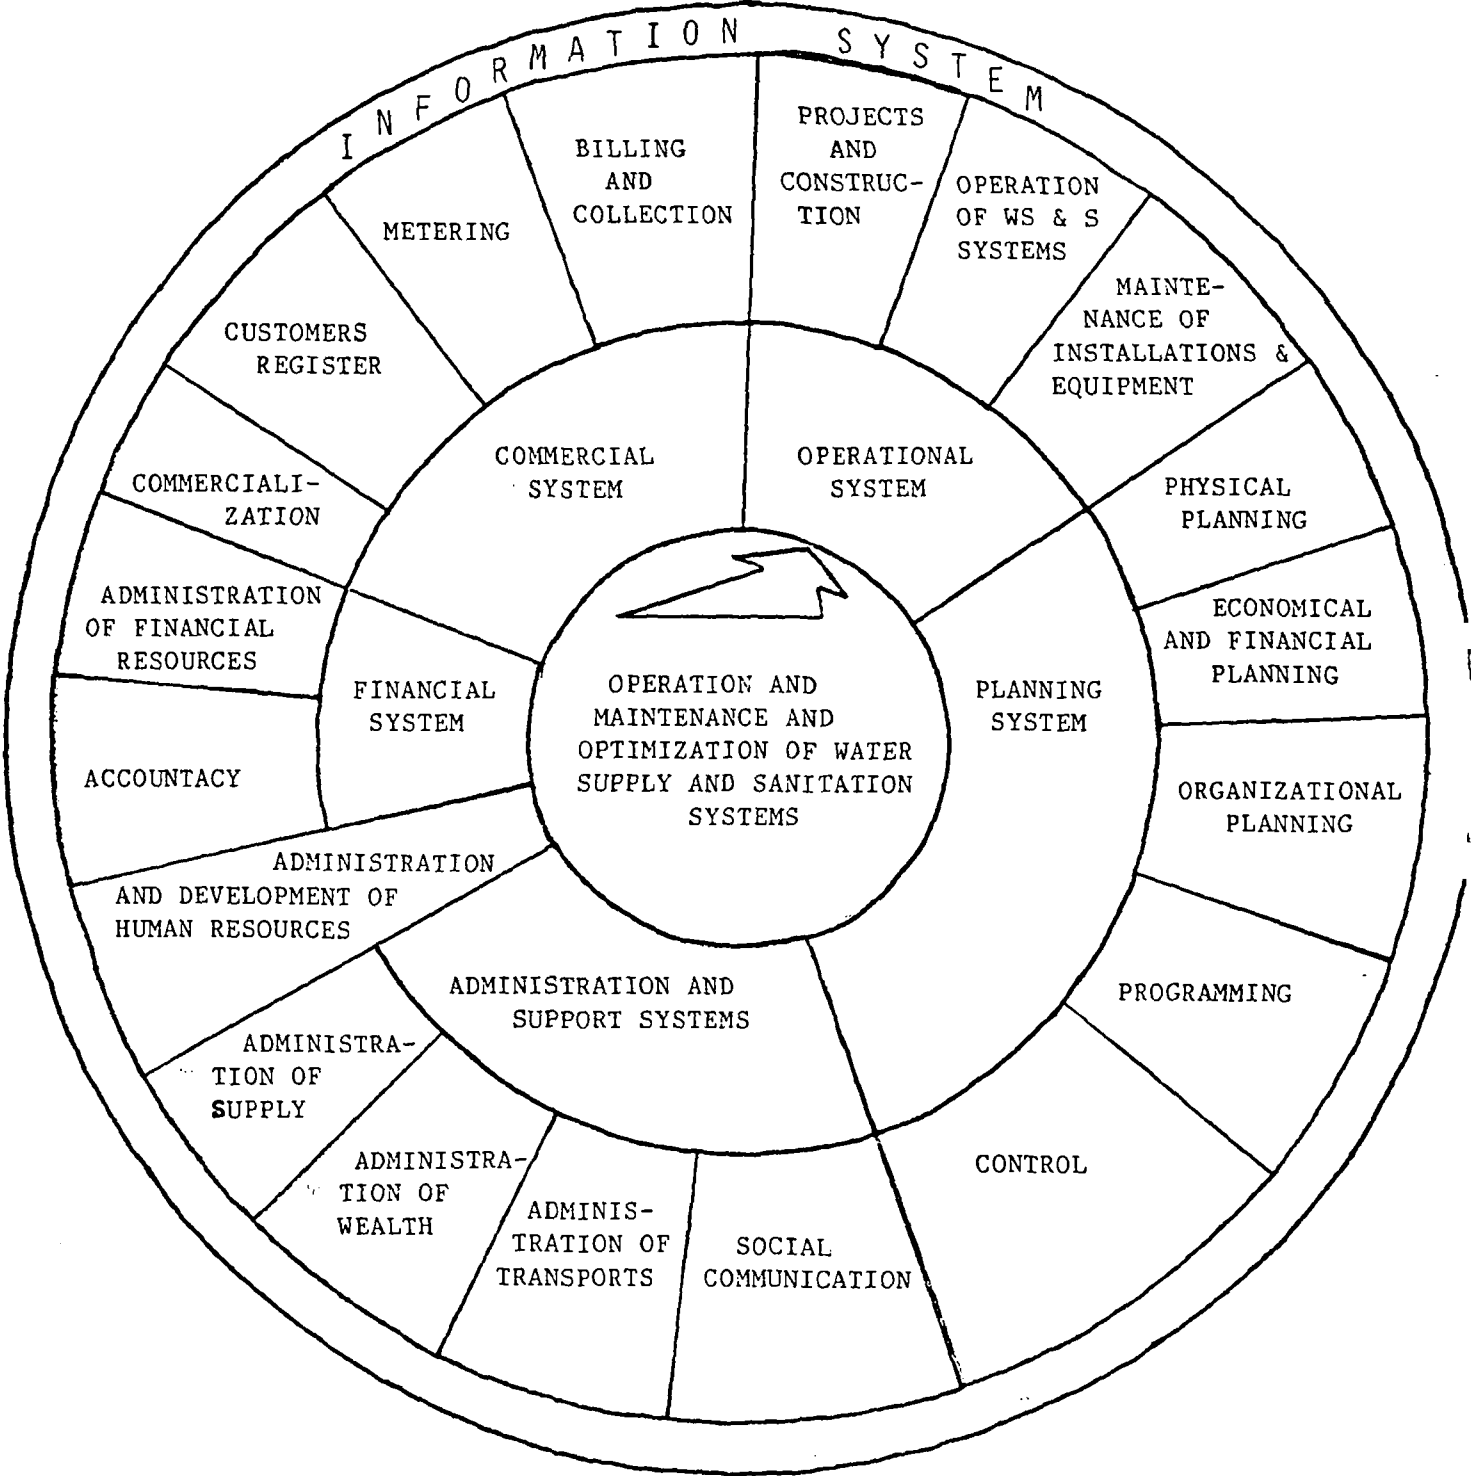 INFORMATION SYSTEM
PROJECTS
AND
CONSTRUC-
TION
OPERATION
OF WS & S
SYSTEMS
MAINTE-
NANCE OF
INSTALLATIONS &
EQUIPMENT
PHYSICAL
PLANNING
ECONOMICAL
AND FINANCIAL
PLANNING
ORGANIZATIONAL
PLANNING
PROGRAMMING
CONTROL
SOCIAL
COMMUNICATION
ADMINIS-
TRATION OF
TRANSPORTS
ADMINISTRA-
TION OF
WEALTH
ADMINISTRA-
TION OF
SUPPLY
ADMINISTRATION
AND DEVELOPMENT OF
HUMAN RESOURCES
ACCOUNTACY
ADMINISTRATION
OF FINANCIAL
RESOURCES
COMMERCIALI-
ZATION
CUSTOMERS
REGISTER
METERING
BILLING
AND
COLLECTION
COMMERCIAL
SYSTEM
OPERATIONAL
SYSTEM
PLANNING
SYSTEM
ADMINISTRATION AND
SUPPORT SYSTEMS
FINANCIAL
SYSTEM
OPERATION AND
MAINTENANCE AND
OPTIMIZATION OF WATER
SUPPLY AND SANITATION
SYSTEMS